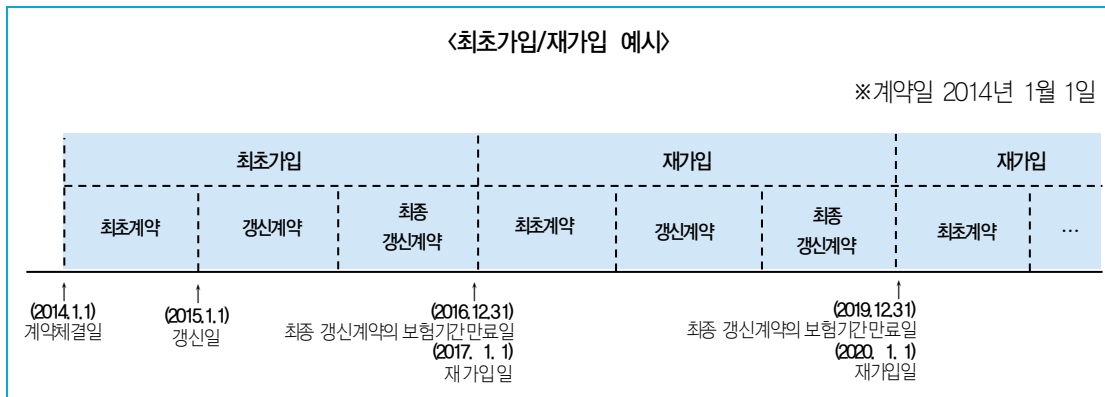 <최초가입/재가입 예시>
※계약일 2014년 1월 1일
최초가입 재가입 재가입
최초계약 갱신계약 최종 갱신계약 최초계약 갱신계약 최종 갱신계약 최초계약 …
(2014.1.1)
계약체결일
(2015.1.1)
갱신일
(2016.12.31)
최종 갱신계약의 보험기간만료일
(2017. 1. 1)
재가입일
(2019.12.31)
최종 갱신계약의 보험기간만료일
(2020. 1. 1)
재가입일